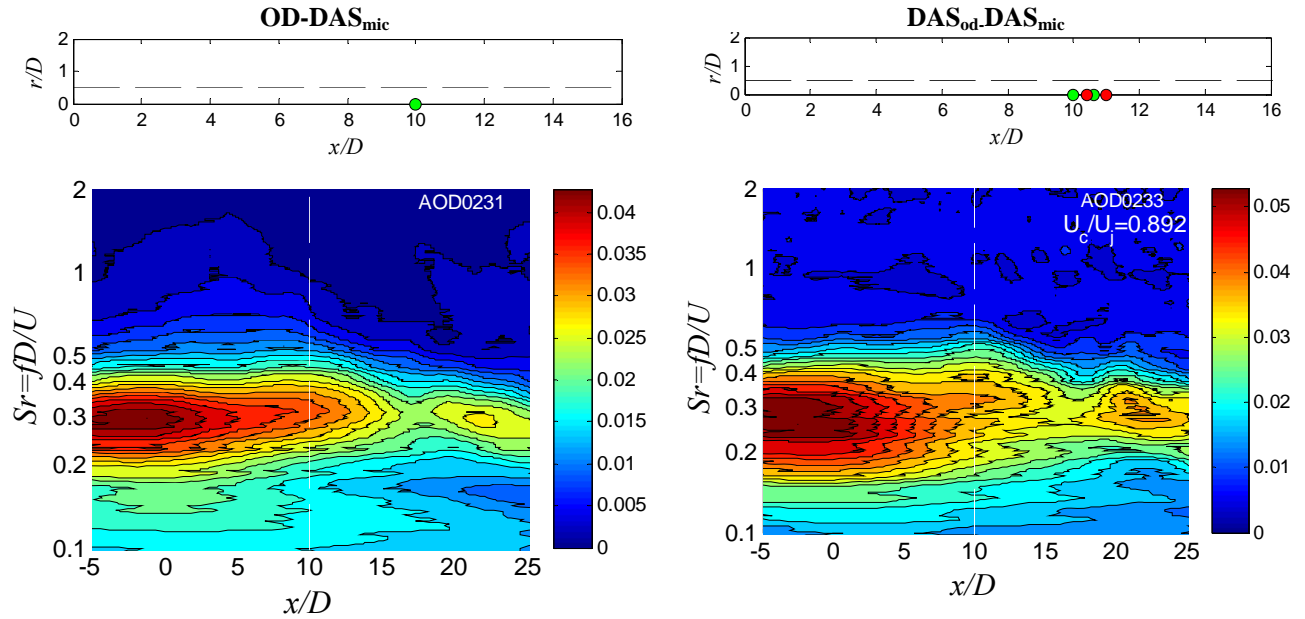 OD-DASmic
DASod-DASmic
2
1
0
r/D
0 2 4 6 8 10 12 14 16
x/D
2
1
0
r/D
0 2 4 6 8 10 12 14 16
x/D
AOD0231
2
1
0.5
0.4
0.3
0.2
0.1
Sr=fD/U
-5 0 5 10 15 20 25
x/D
0.04
0.035
0.03
0.025
0.02
0.015
0.01
0.005
0
AOD0233
U_c/U_j=0.892
2
1
0.5
0.4
0.3
0.2
0.1
Sr=fD/U
-5 0 5 10 15 20 25
x/D
0.05
0.04
0.03
0.02
0.01
0